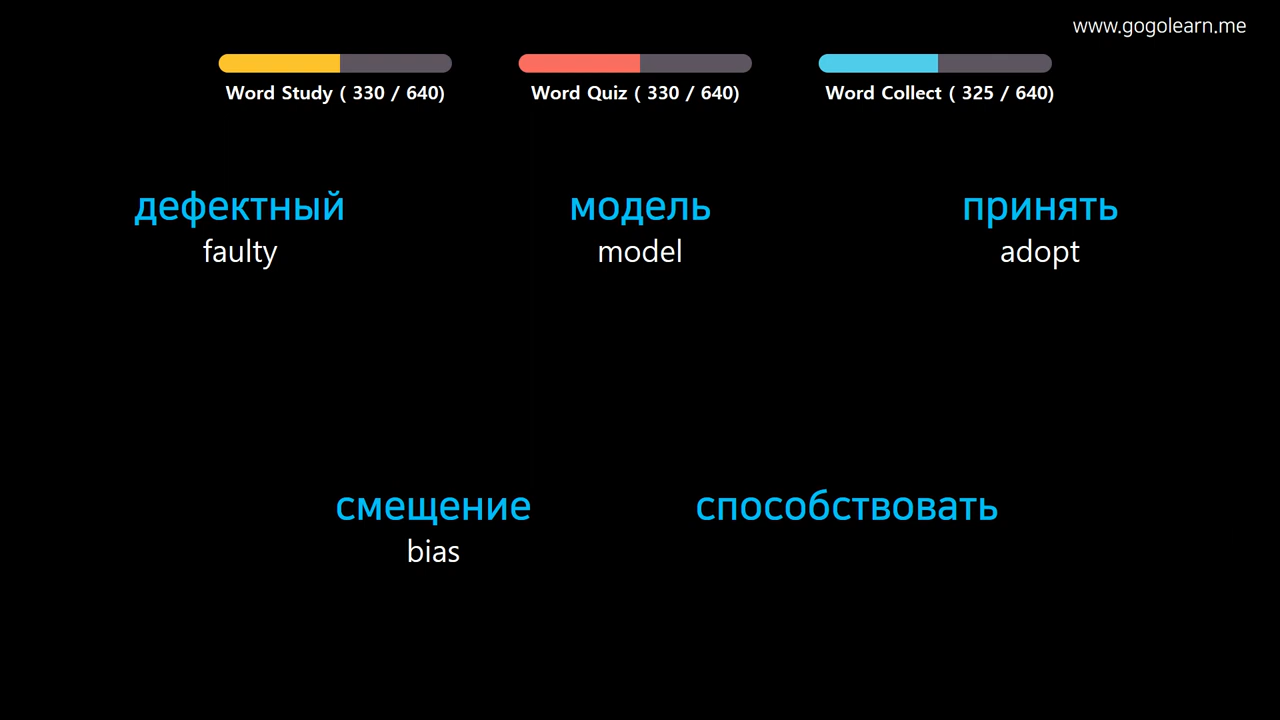 www.gogolearn.me
Word Study ( 330 / 640)
Word Quiz ( 330 / 640)
Word Collect ( 325 / 640)
дефектный
faulty
модель
model
принять
adopt
смещение
bias
способствовать